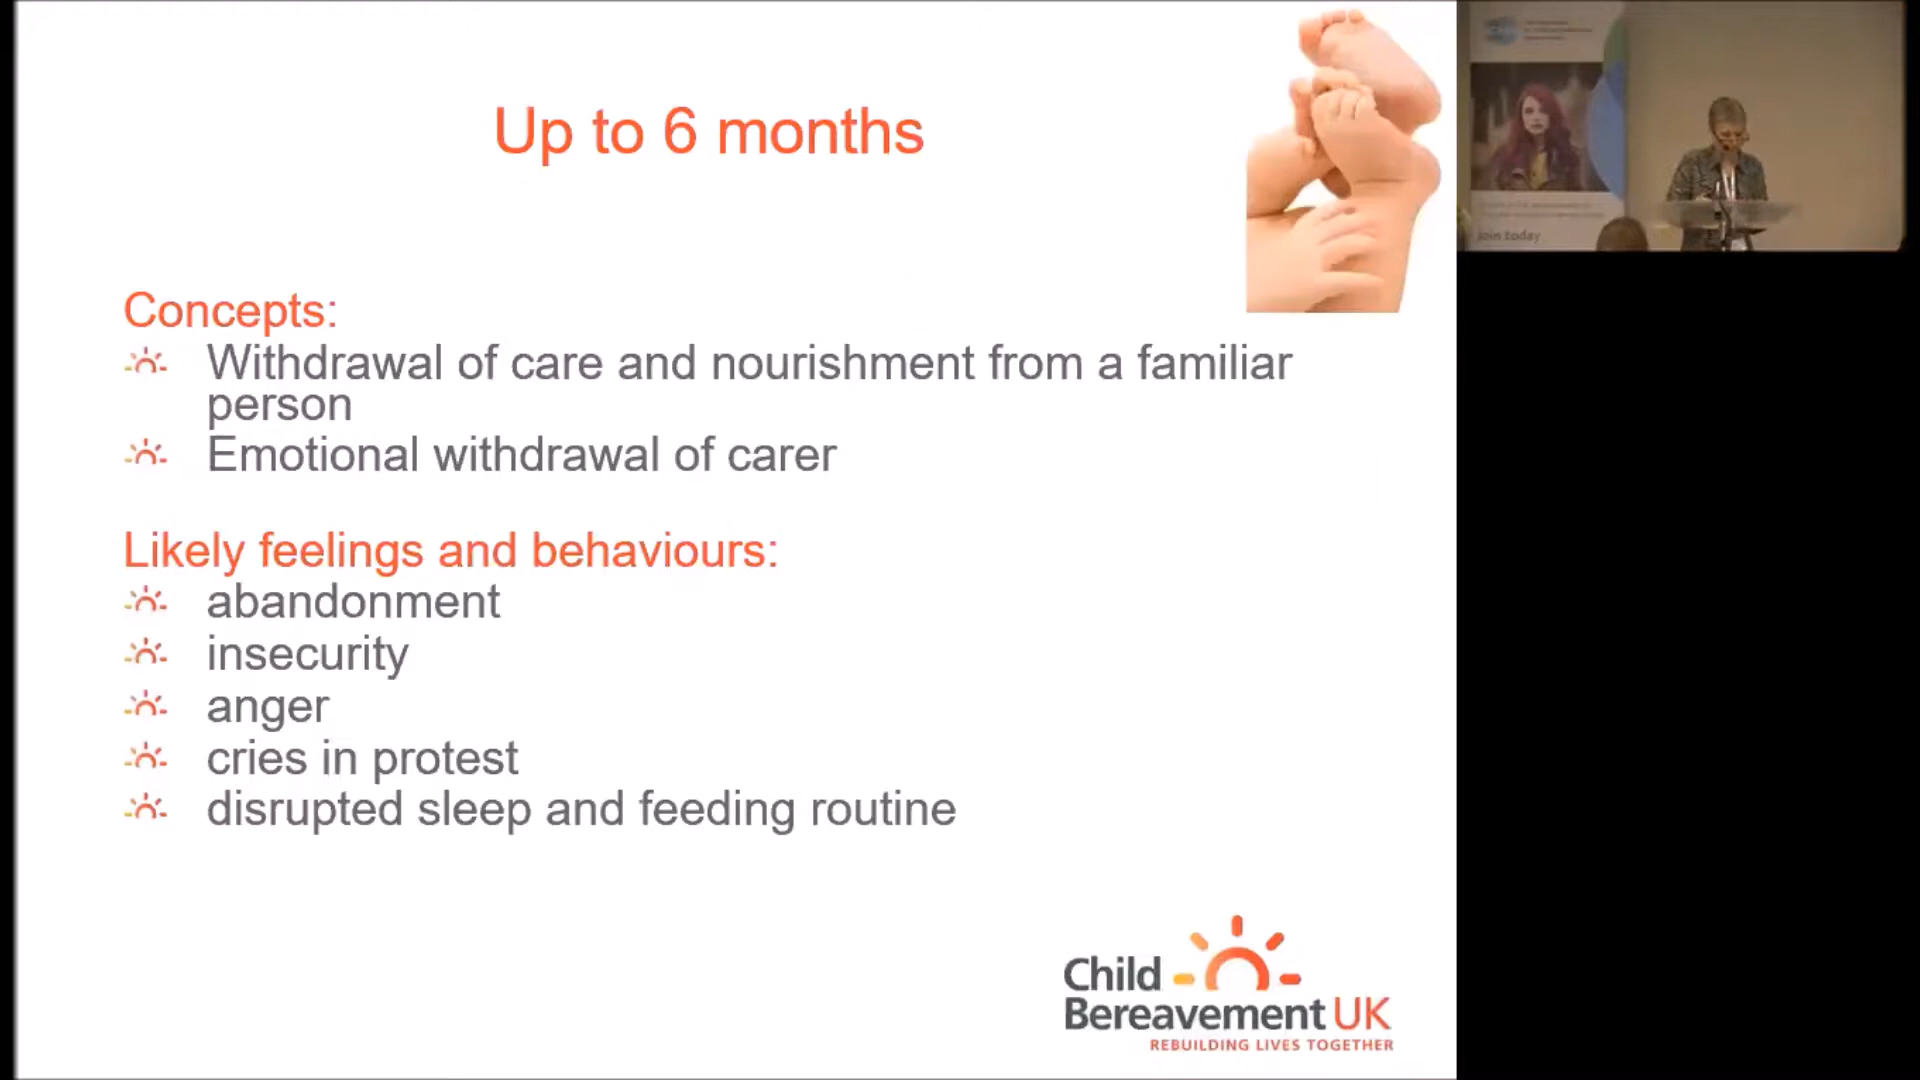 Up to 6 months
Concepts:
Withdrawal of care and nourishment from a familiar
person
Emotional withdrawal of carer
Likely feelings and behaviours:
abandonment
insecurity
anger
cries in protest
disrupted sleep and feeding routine
Child
Bereavement UK
REBUILDING LIVES TOGETHER
join today